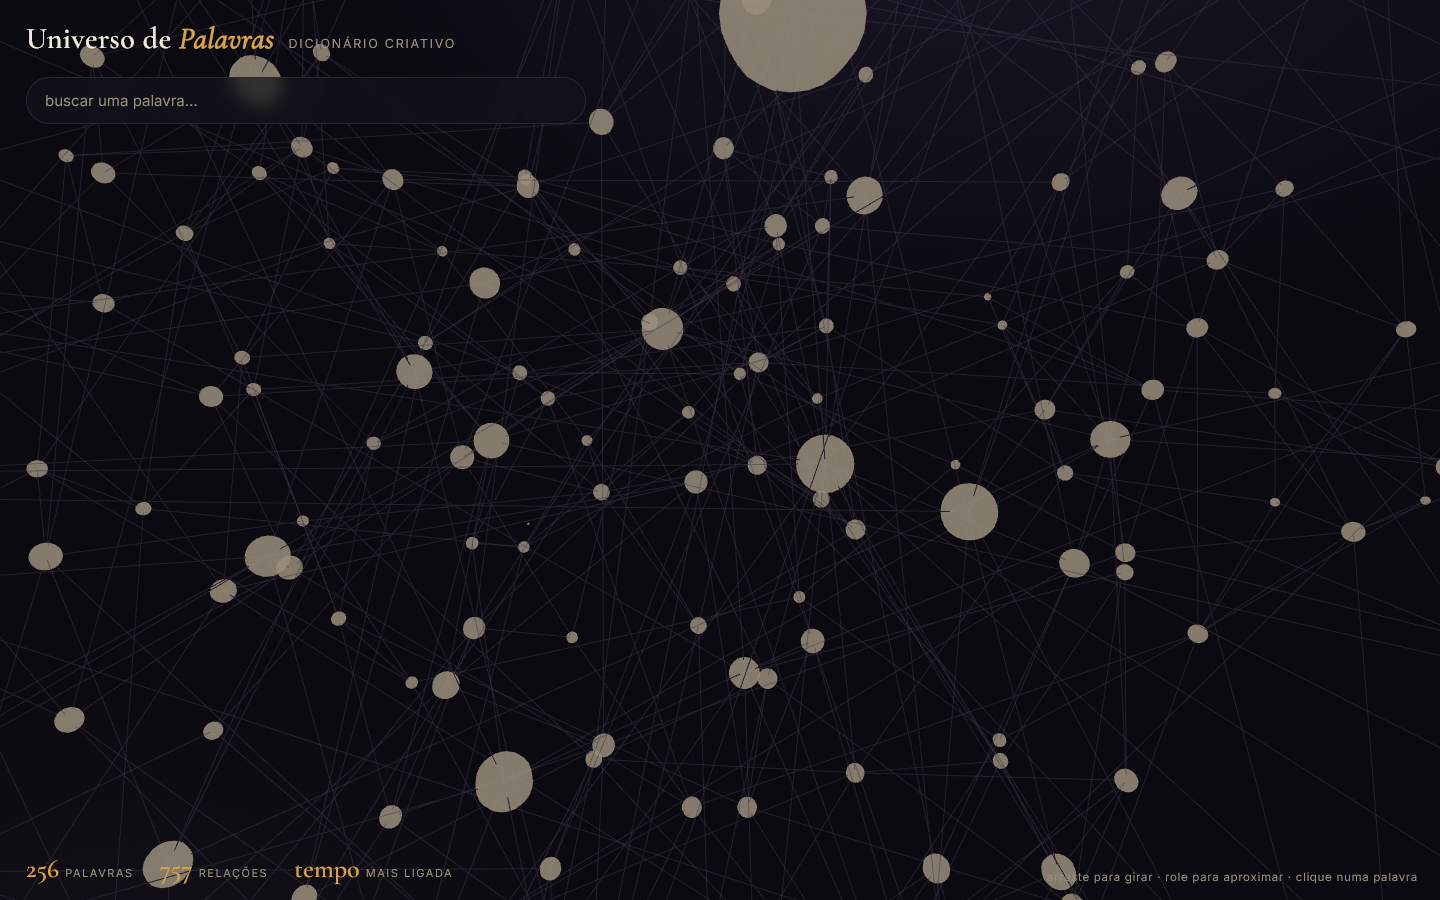 Universo de Palavras DICIONÁRIO CRIATIVO
buscar uma palavra...
256 PALAVRAS 757 RELAÇÕES tempo MAIS LIGADA
arraste para girar · role para aproximar · clique numa palavra